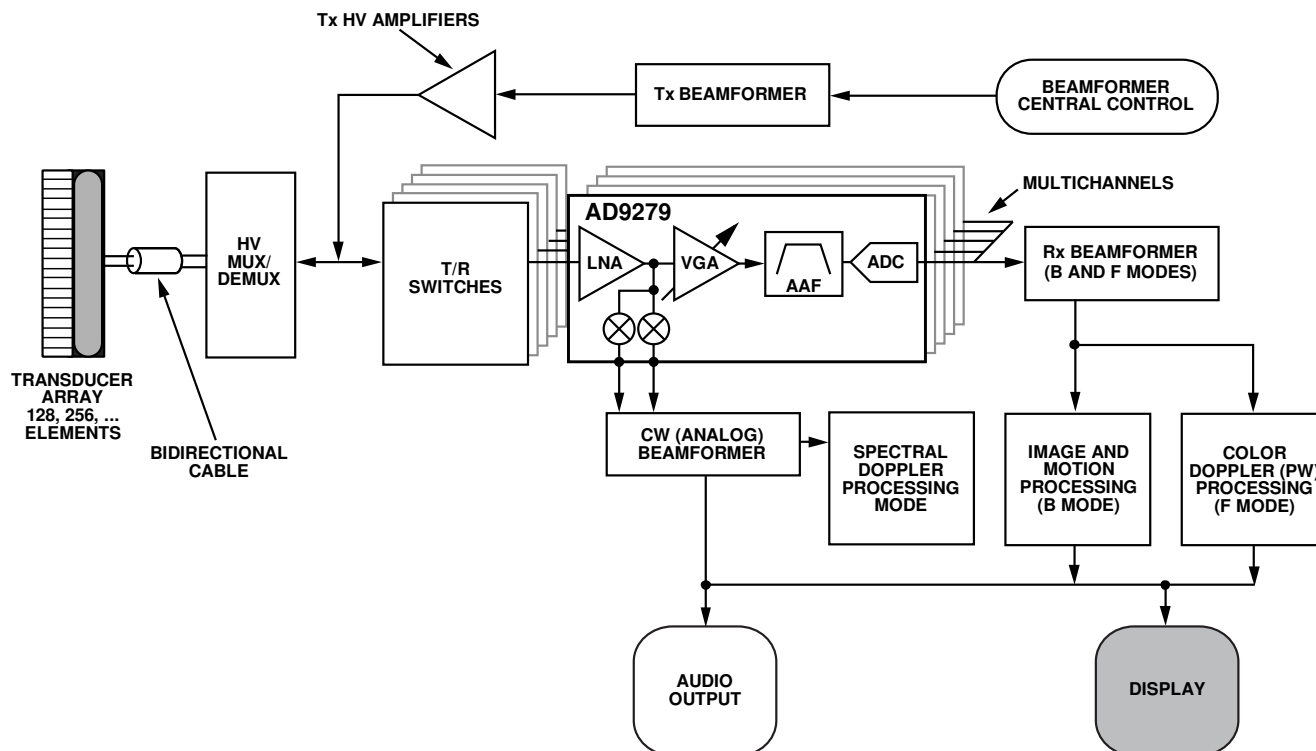 Tx HV AMPLIFIERS
Tx BEAMFORMER
BEAMFORMER
CENTRAL CONTROL
MULTICHANNELS
AD9279
HV
MUX/
DEMUX
T/R
SWITCHES
LNA
VGA
AAF
ADC
Rx BEAMFORMER
(B AND F MODES)
TRANSDUCER
ARRAY
128, 256, ...
ELEMENTS
BIDIRECTIONAL
CABLE
CW (ANALOG)
BEAMFORMER
SPECTRAL
DOPPLER
PROCESSING
MODE
IMAGE AND
MOTION
PROCESSING
(B MODE)
COLOR
DOPPLER (PW)
PROCESSING
(F MODE)
AUDIO
OUTPUT
DISPLAY